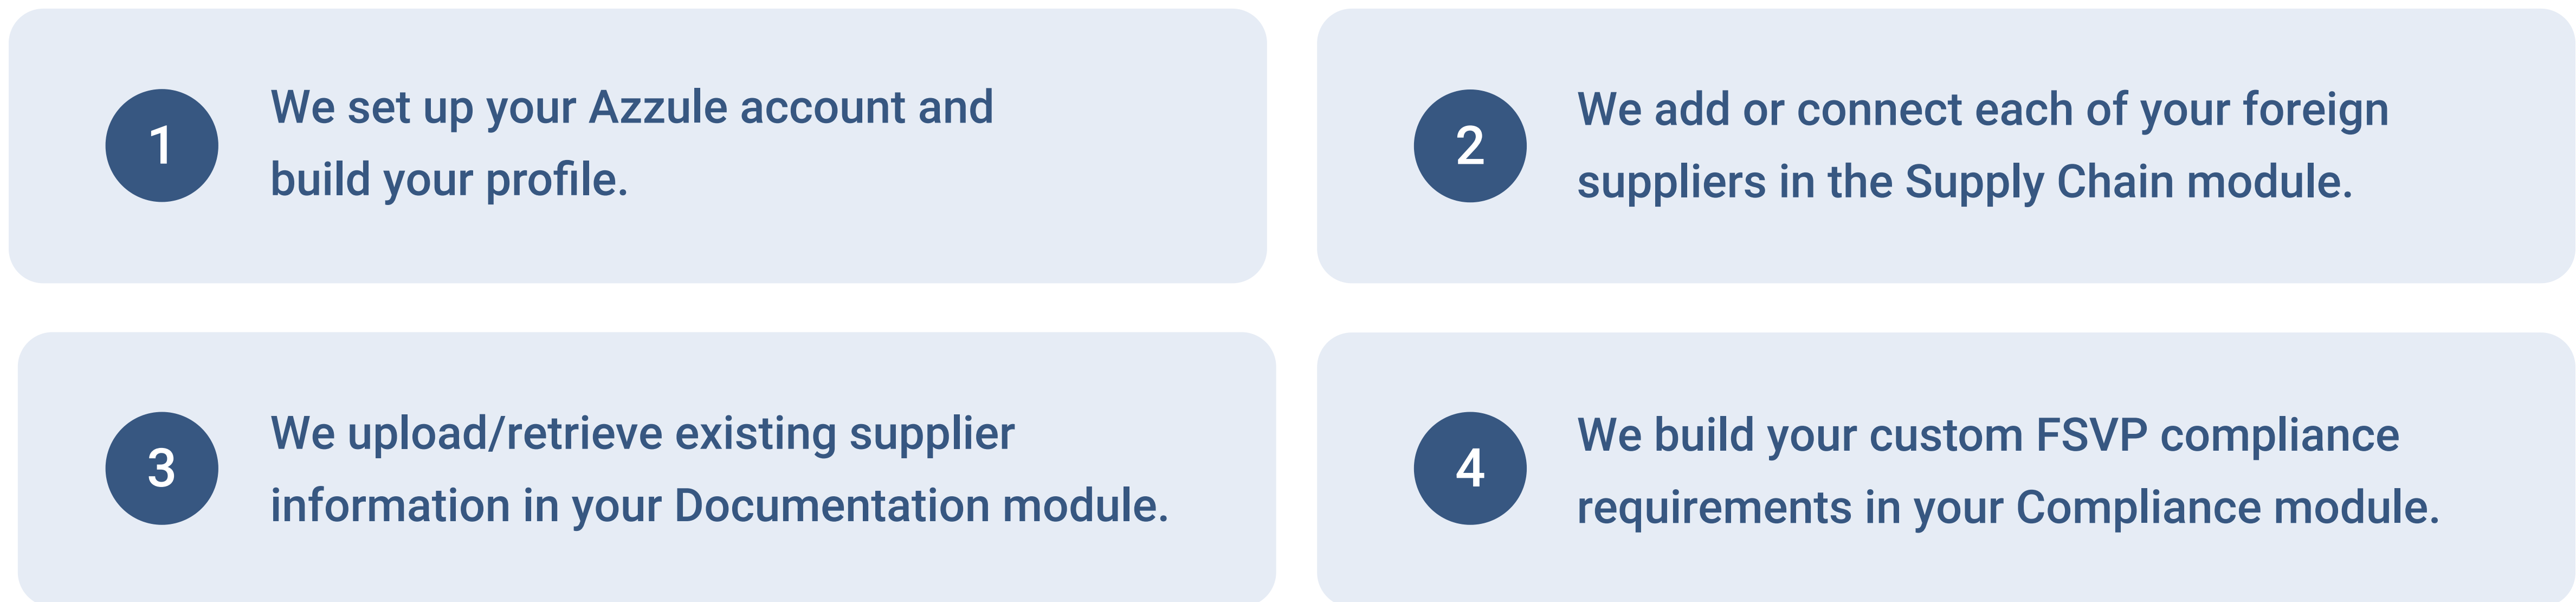 1
We set up your Azzule account and
build your profile.
2
We add or connect each of your foreign
suppliers in the Supply Chain module.
3
We upload/retrieve existing supplier
information in your Documentation module.
4
We build your custom FSVP compliance
requirements in your Compliance module.